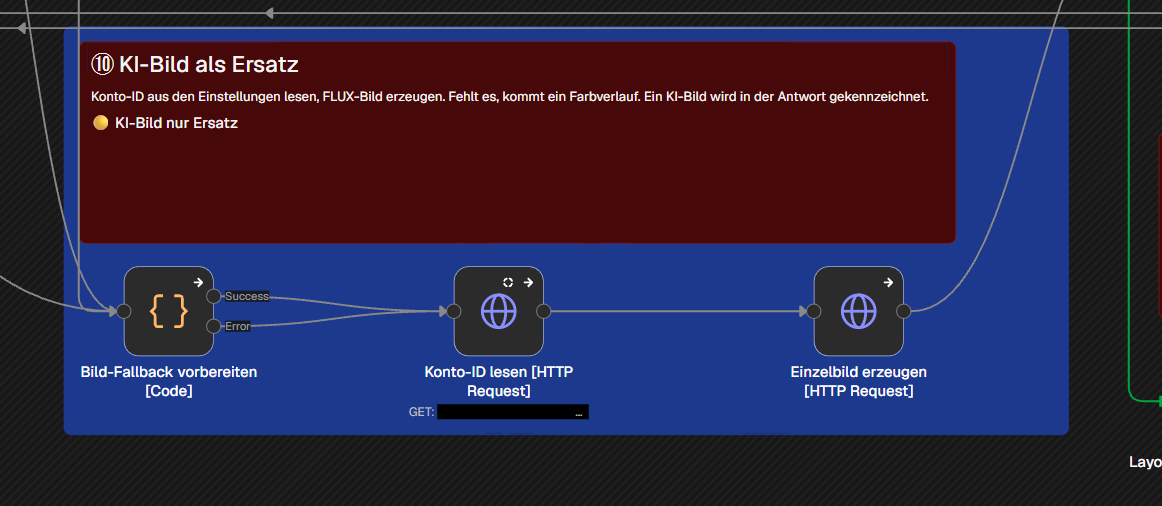 ⑩ KI-Bild als Ersatz
Konto-ID aus den Einstellungen lesen, FLUX-Bild erzeugen. Fehlt es, kommt ein Farbverlauf. Ein KI-Bild wird in der Antwort gekennzeichnet.
KI-Bild nur Ersatz
Success
Error
Bild-Fallback vorbereiten
[Code]
Konto-ID lesen [HTTP
Request]
GET: ...
Einzelbild erzeugen
[HTTP Request]
Layo